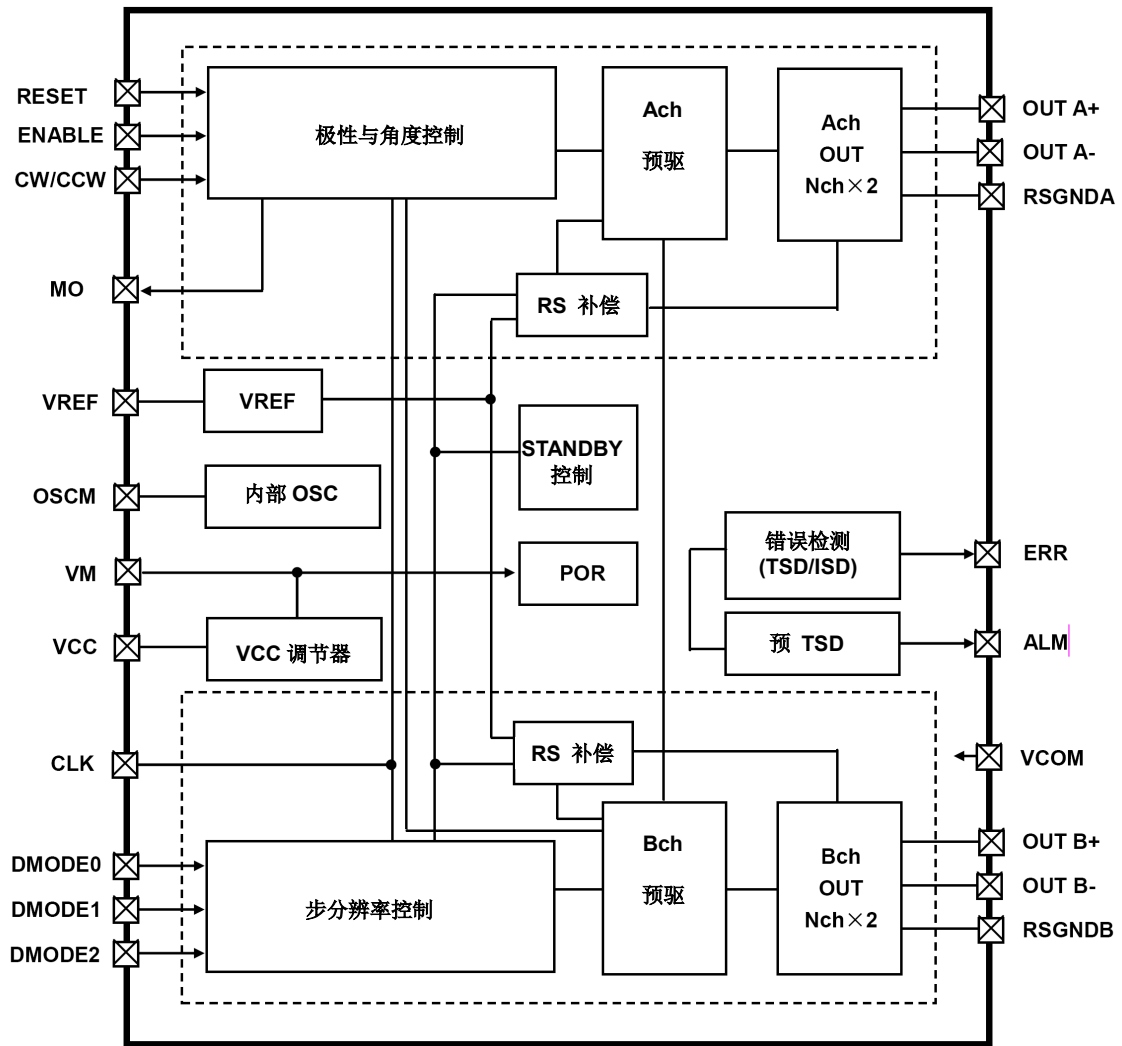 RESET
ENABLE
CW/CCW
MO
VREF
OSCM
VM
VCC
CLK
DMODE0
DMODE1
DMODE2
极性与角度控制
Ach
预驱
Ach
OUT
Nch×2
RS 补偿
VREF
STANDBY
控制
内部 OSC
POR
VCC 调节器
错误检测
(TSD/ISD)
预 TSD
RS 补偿
步分辨率控制
Bch
预驱
Bch
OUT
Nch×2
OUT A+
OUT A-
RSGNDA
ERR
ALM
VCOM
OUT B+
OUT B-
RSGNDB